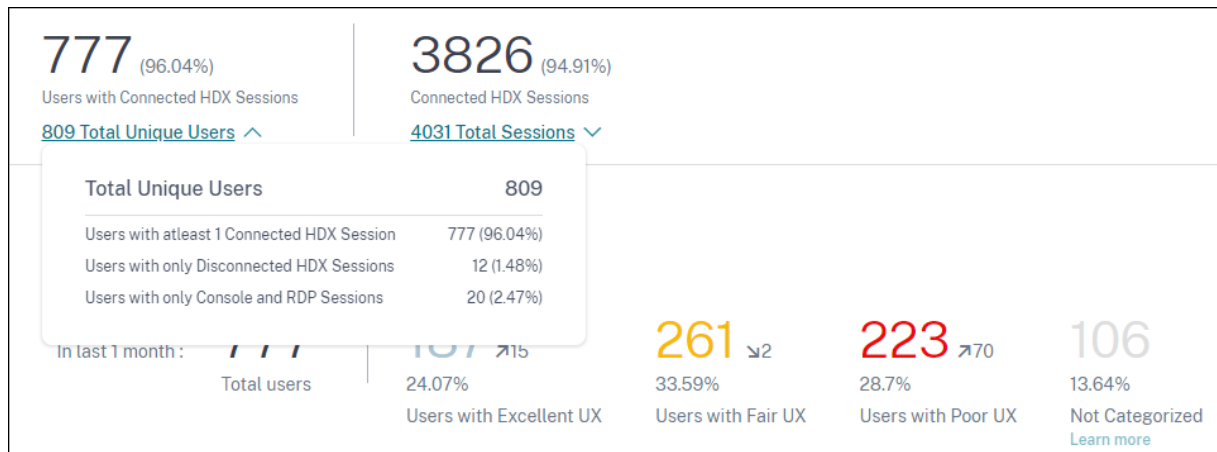 777 (96.04%)
Users with Connected HDX Sessions
809 Total Unique Users
3826 (94.91%)
Connected HDX Sessions
4031 Total Sessions
Total Unique Users 809
Users with atleast 1 Connected HDX Session 777 (96.04%)
Users with only Disconnected HDX Sessions 12 (1.48%)
Users with only Console and RDP Sessions 20 (2.47%)
In last 1 month : 777
Total users
187 15
24.07%
Users with Excellent UX
261 2
33.59%
Users with Fair UX
223 70
28.7%
Users with Poor UX
106
13.64%
Not Categorized
Learn more